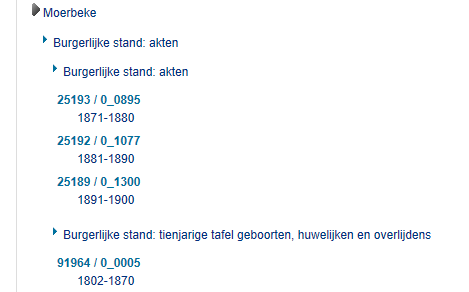 Moerbeke
Burgerlijke stand: akten
Burgerlijke stand: akten
25193 / 0_0895
1871-1880
25192 / 0_1077
1881-1890
25189 / 0_1300
1891-1900
Burgerlijke stand: tienjarige tafel geboorten, huwelijken en overlijdens
91964 / 0_0005
1802-1870